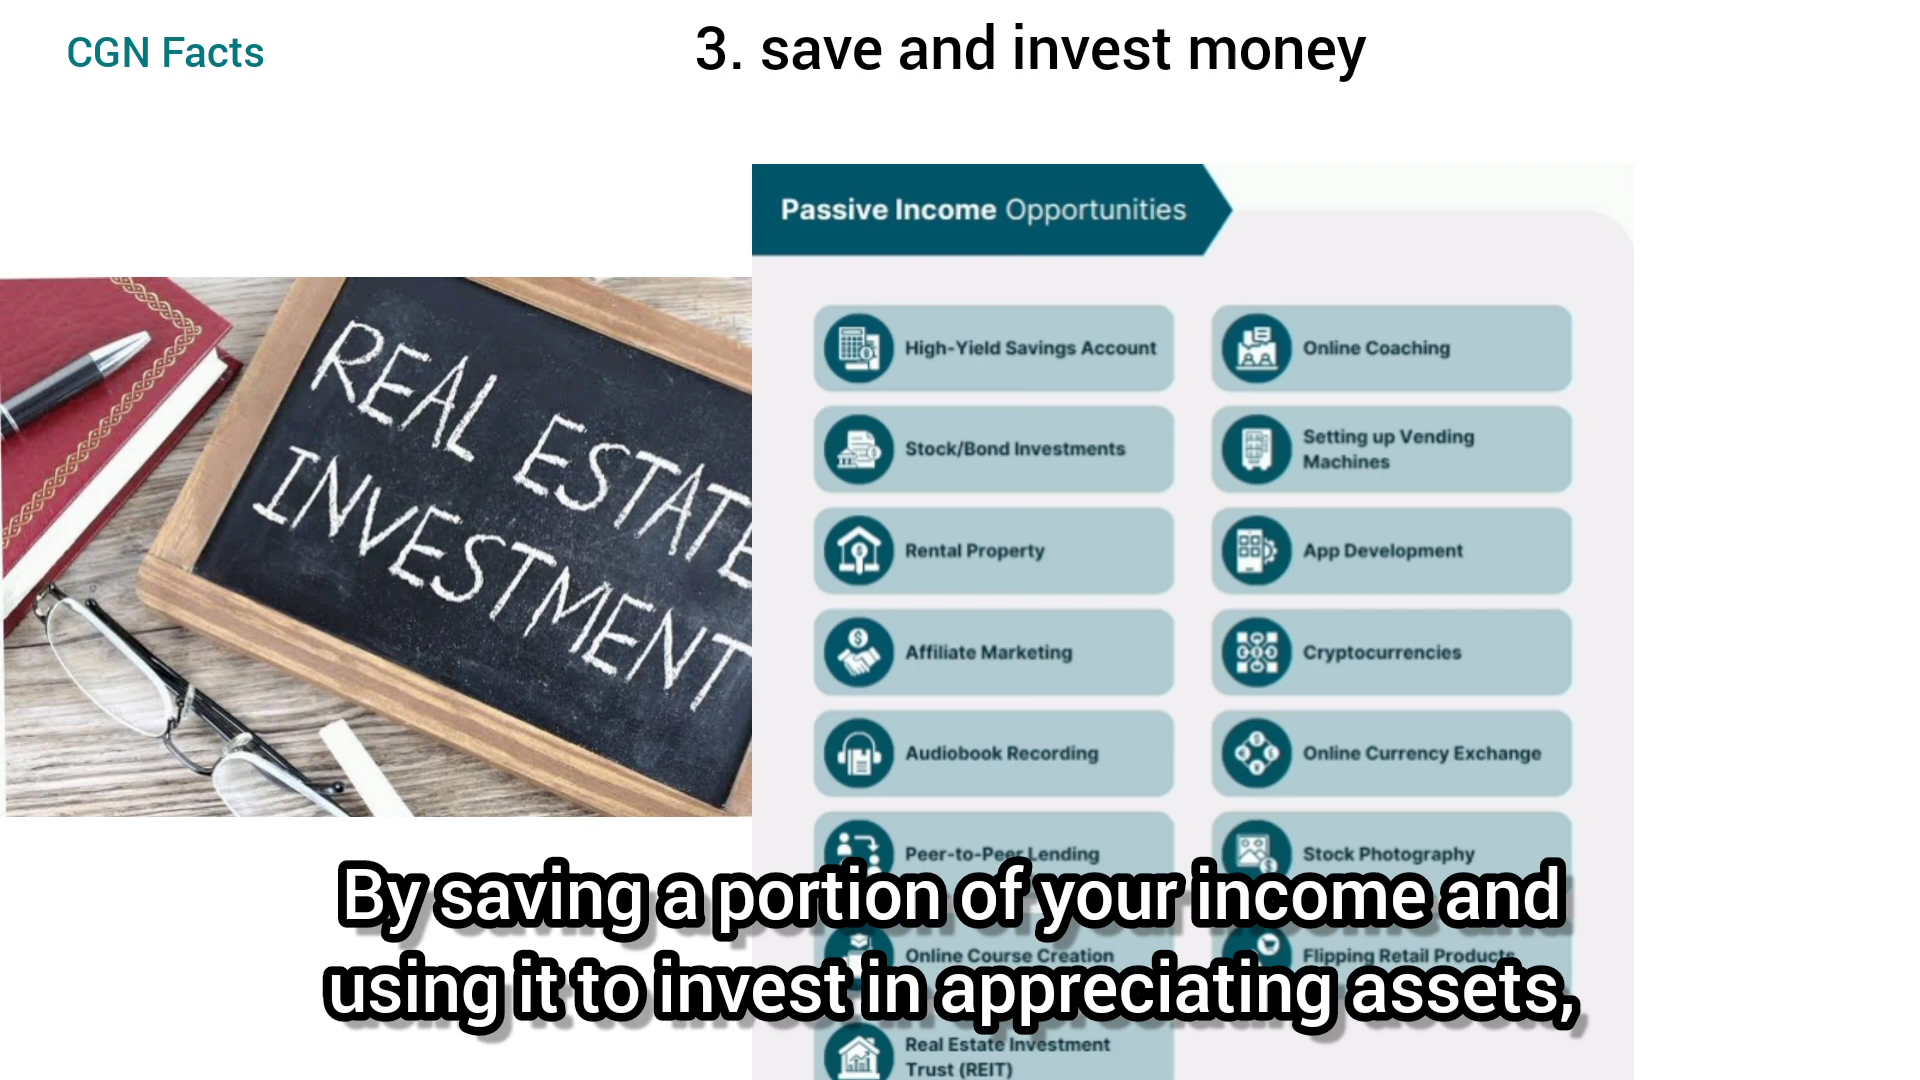 CGN Facts
3. save and invest money
Passive Income Opportunities
REAL ESTATE
INVESTMENT
High-Yield Savings Account
Online Coaching
Stock/Bond Investments
Setting up Vending
Machines
Rental Property
App Development
Affiliate Marketing
Cryptocurrencies
Audiobook Recording
Online Currency Exchange
Peer-to-Peer Lending
Stock Photography
By saving a portion of your income and
Online Course Creation
Flipping Retail Products
using it to invest in appreciating assets,
Real Estate Investment
Trust (REIT)